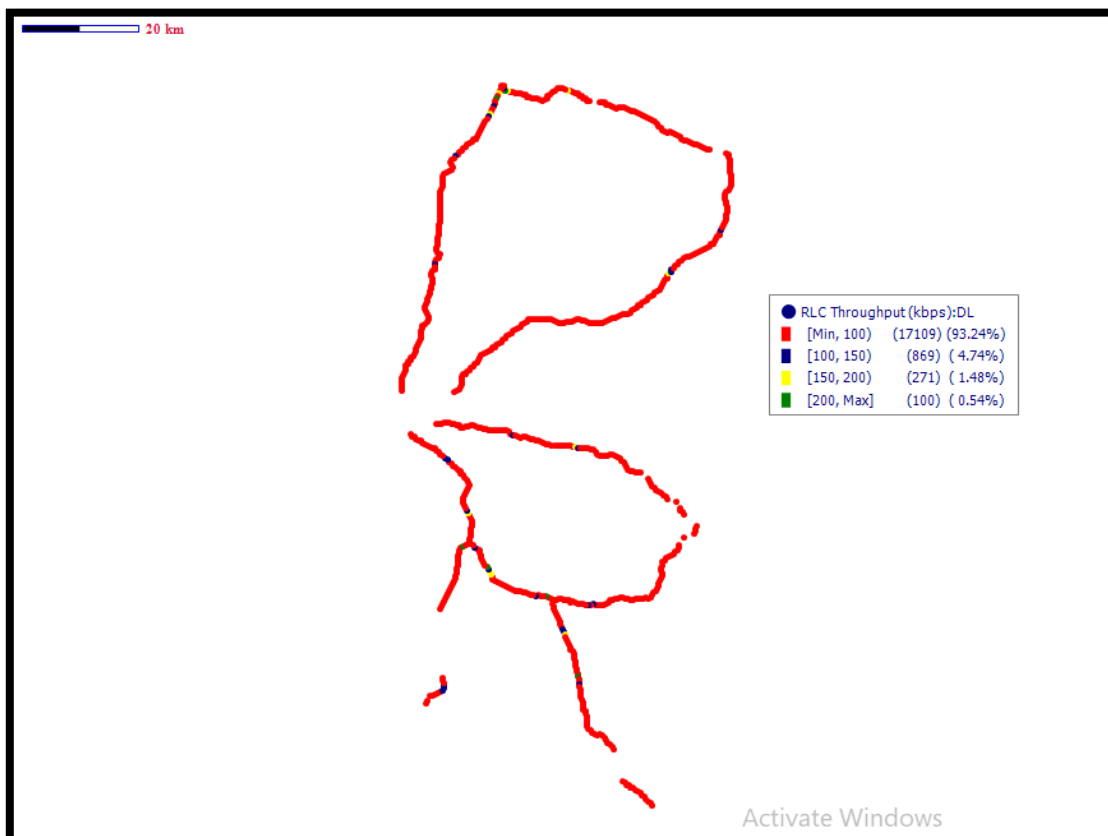 20 km
RLC Throughput (kbps):DL
[Min, 100) (17109) (93.24%)
[100, 150) (869) ( 4.74%)
[150, 200) (271) ( 1.48%)
[200, Max] (100) ( 0.54%)
Activate Windows